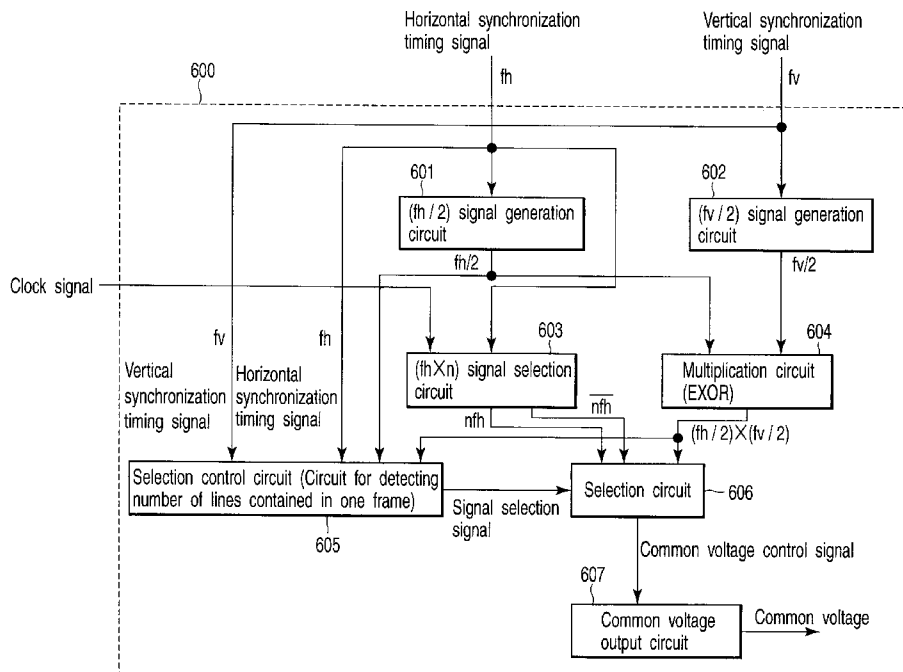 Horizontal synchronization
timing signal
Vertical synchronization
timing signal
600
fh
fv
601
602
(fh / 2) signal generation
circuit
(fv / 2) signal generation
circuit
fh/2
fv/2
Clock signal
fv
fh
603
604
(fh X n) signal selection
circuit
Multiplication circuit
(EXOR)
Vertical
synchronization
timing signal
Horizontal synchronization
timing signal
nfh
n̅f̅h̅
(fh / 2) X (fv / 2)
Selection control circuit (Circuit for detecting
number of lines contained in one frame)
Signal selection
signal
Selection circuit
606
605
Common voltage control signal
607
Common voltage
output circuit
Common voltage